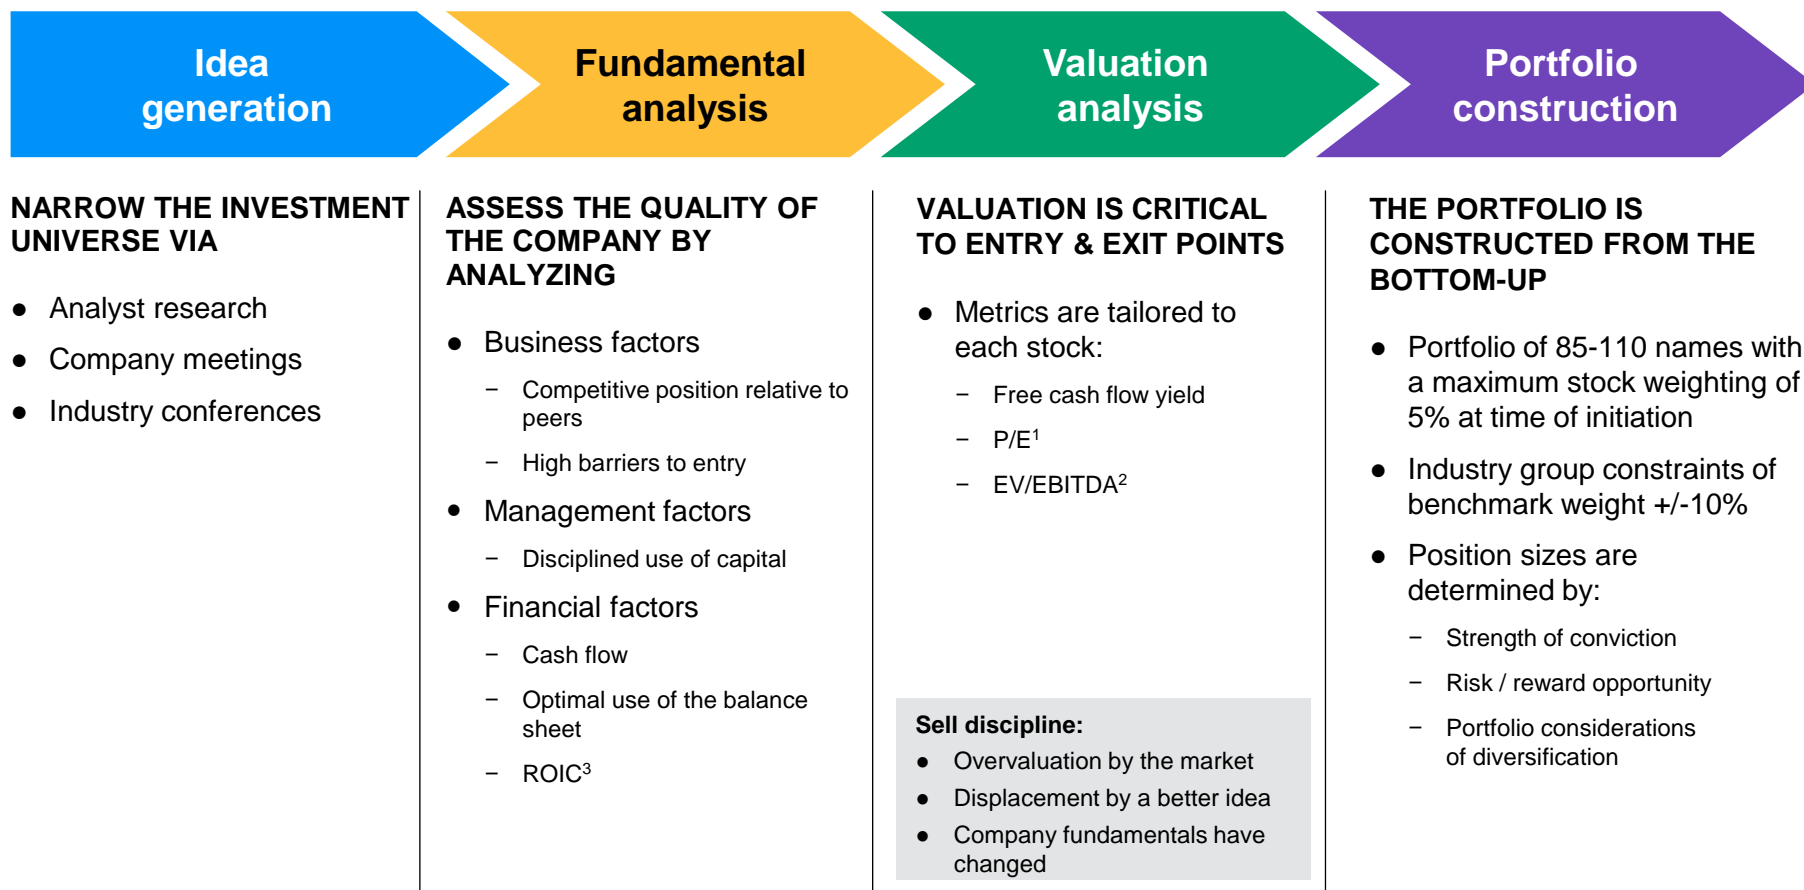 Idea
generation
Fundamental
analysis
Valuation
analysis
Portfolio
construction
NARROW THE INVESTMENT
UNIVERSE VIA
● Analyst research
● Company meetings
● Industry conferences
ASSESS THE QUALITY OF
THE COMPANY BY
ANALYZING
● Business factors
− Competitive position relative to
peers
− High barriers to entry
● Management factors
− Disciplined use of capital
● Financial factors
− Cash flow
− Optimal use of the balance
sheet
− ROIC³
VALUATION IS CRITICAL
TO ENTRY & EXIT POINTS
● Metrics are tailored to
each stock:
− Free cash flow yield
− P/E¹
− EV/EBITDA²
Sell discipline:
● Overvaluation by the market
● Displacement by a better idea
● Company fundamentals have
changed
THE PORTFOLIO IS
CONSTRUCTED FROM THE
BOTTOM-UP
● Portfolio of 85-110 names with
a maximum stock weighting of
5% at time of initiation
● Industry group constraints of
benchmark weight +/-10%
● Position sizes are
determined by:
− Strength of conviction
− Risk / reward opportunity
− Portfolio considerations
of diversification